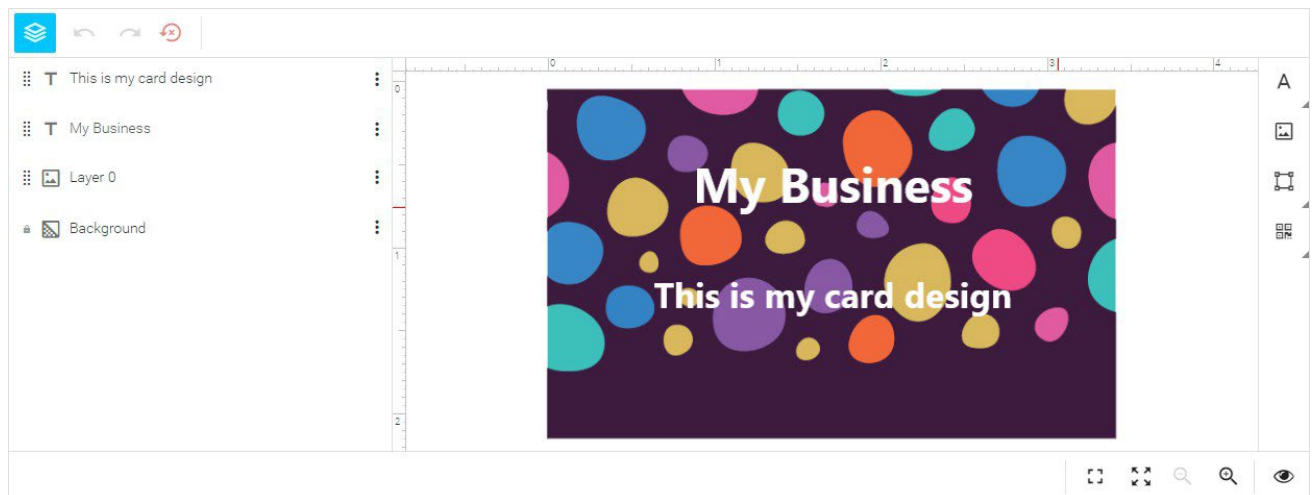 This is my card design
My Business
Layer 0
Background
0 1 2 3 4
0
1
2
My Business
This is my card design
A